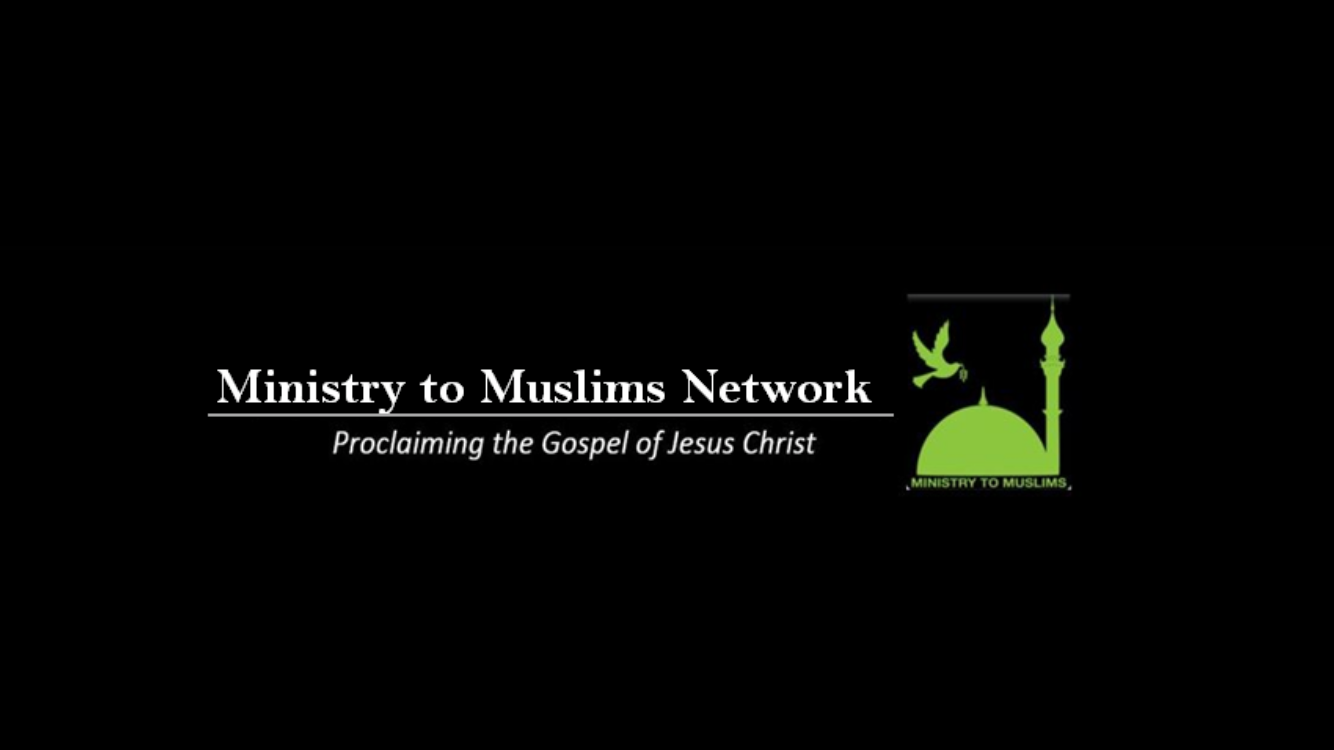 Ministry to Muslims Network
Proclaiming the Gospel of Jesus Christ
MINISTRY TO MUSLIMS